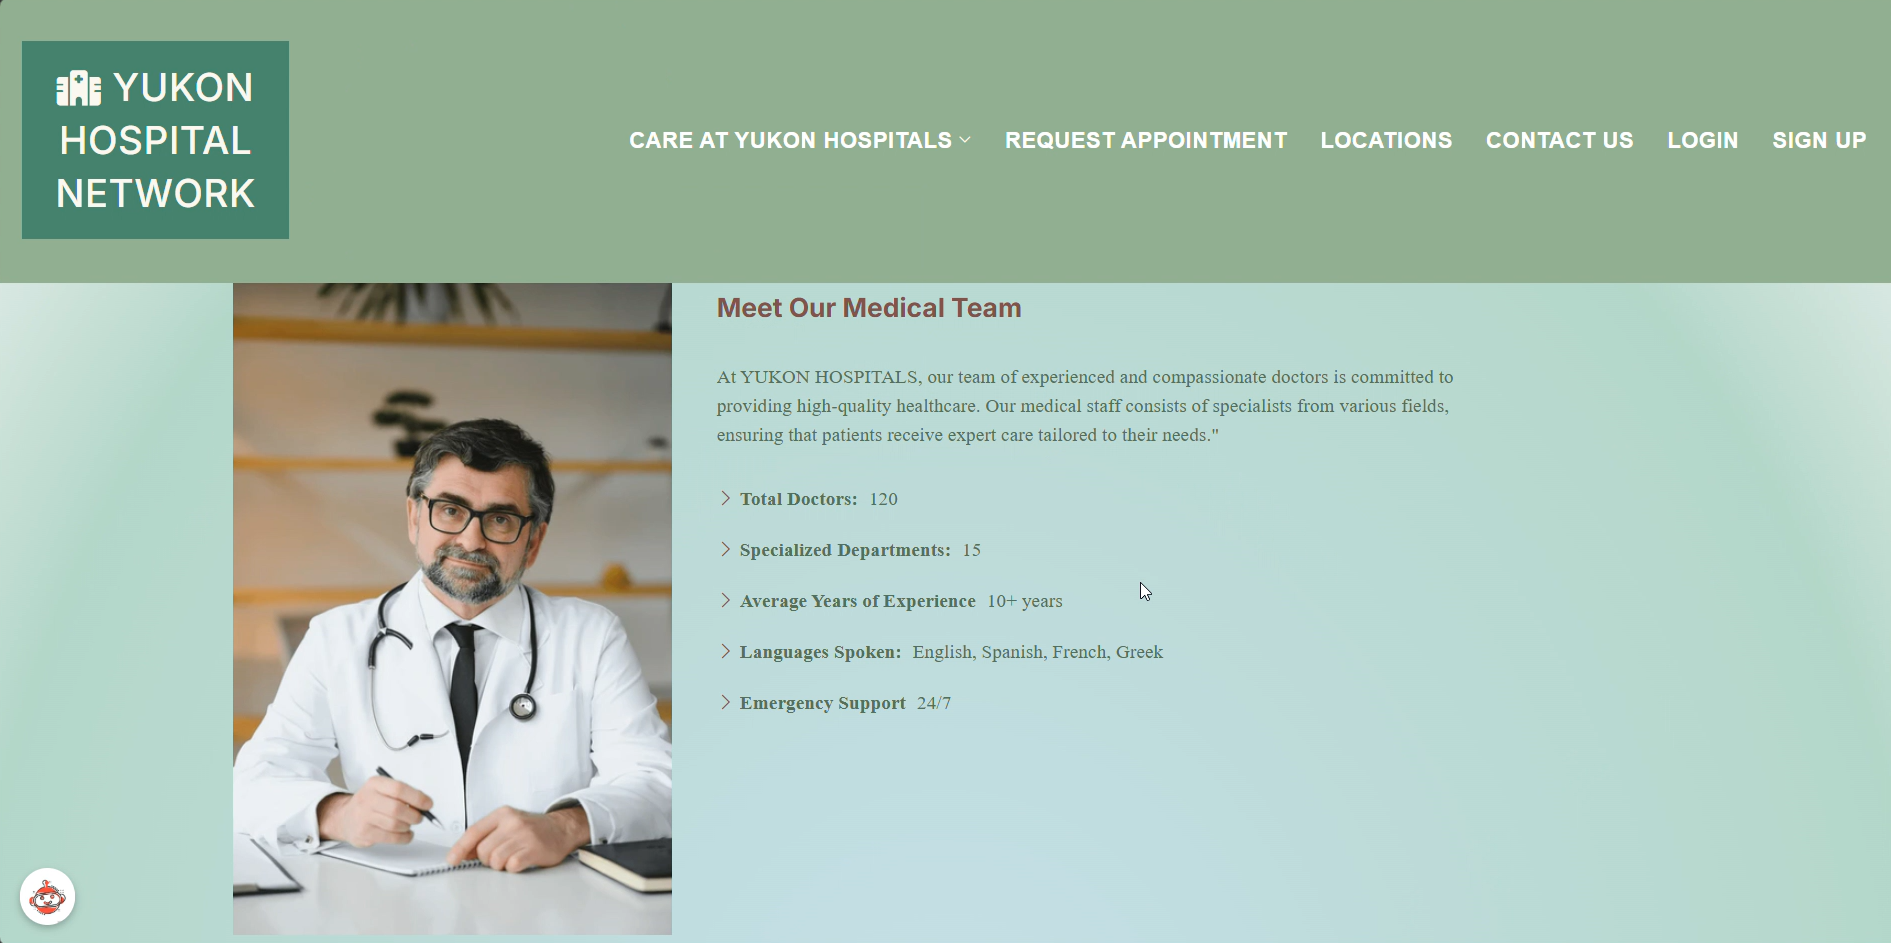 YUKON
HOSPITAL
NETWORK
CARE AT YUKON HOSPITALS REQUEST APPOINTMENT LOCATIONS CONTACT US LOGIN SIGN UP
Meet Our Medical Team
At YUKON HOSPITALS, our team of experienced and compassionate doctors is committed to
providing high-quality healthcare. Our medical staff consists of specialists from various fields,
ensuring that patients receive expert care tailored to their needs."
Total Doctors: 120
Specialized Departments: 15
Average Years of Experience 10+ years
Languages Spoken: English, Spanish, French, Greek
Emergency Support 24/7